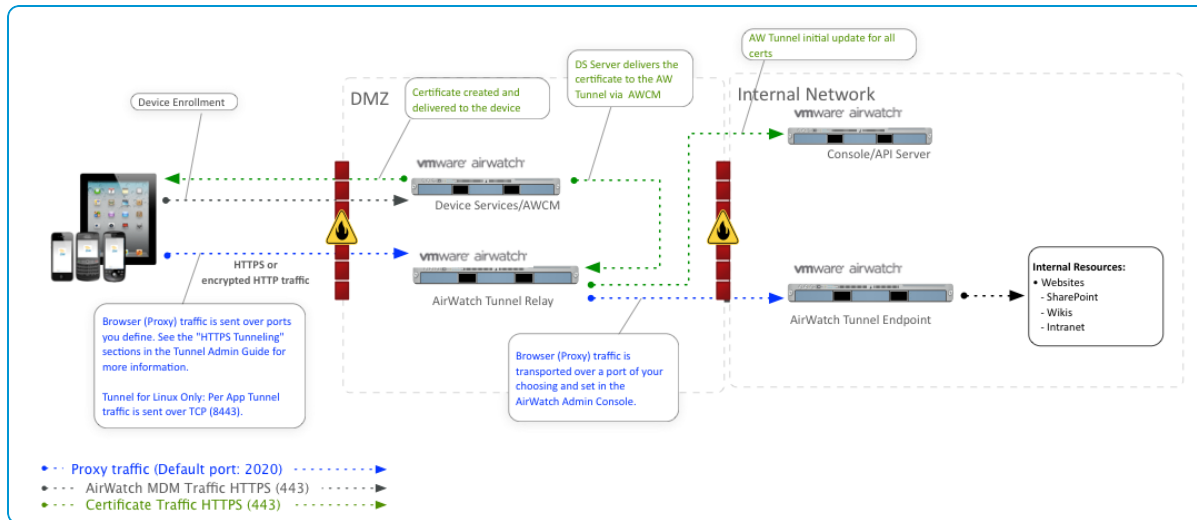 AW Tunnel initial update for all
certs
DS Server delivers the
certificate to the AW
Tunnel via AWCM
Device Enrollment
Certificate created and
delivered to the device
DMZ
Internal Network
vmware airwatch
Console/API Server
vmware airwatch
Device Services/AWCM
HTTPS or
encrypted HTTP traffic
vmware airwatch
AirWatch Tunnel Relay
vmware airwatch
AirWatch Tunnel Endpoint
Internal Resources:
• Websites
- SharePoint
- Wikis
- Intranet
Browser (Proxy) traffic is sent over ports
you define. See the "HTTPS Tunneling"
sections in the Tunnel Admin Guide for
more information.
Tunnel for Linux Only: Per App Tunnel
traffic is sent over TCP (8443).
Browser (Proxy) traffic is
transported over a port of your
choosing and set in the
AirWatch Admin Console.
Proxy traffic (Default port: 2020)
AirWatch MDM Traffic HTTPS (443)
Certificate Traffic HTTPS (443)